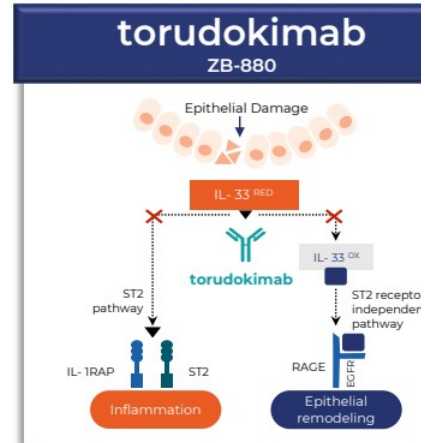 torudokimab
ZB-880
Epithelial Damage
IL- 33 RED
torudokimab
IL- 33 OX
ST2
pathway
ST2 recepto
independen
pathway
IL- 1RAP
ST2
RAGE
EGFR
Inflammation
Epithelial
remodeling